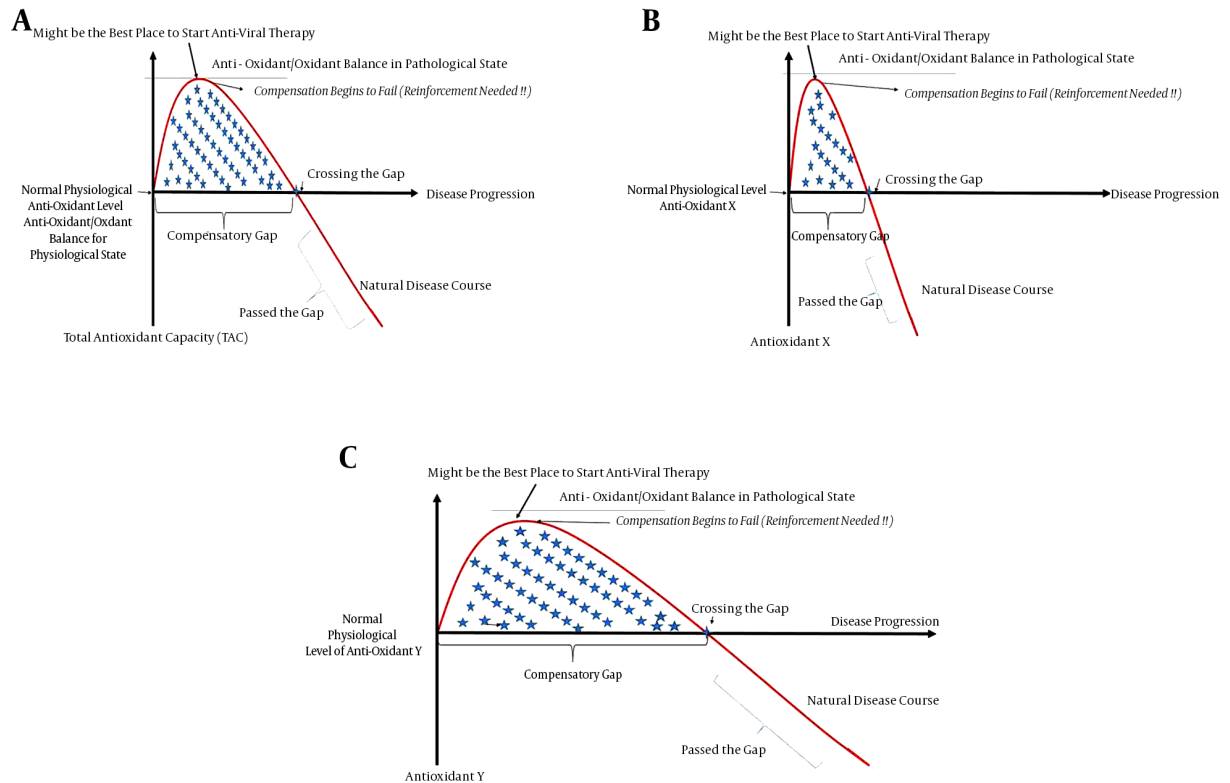 A
Might be the Best Place to Start Anti-Viral Therapy
Anti - Oxidant/Oxidant Balance in Pathological State
Compensation Begins to Fail (Reinforcement Needed !!)
Crossing the Gap
Normal Physiological
Anti-Oxidant Level
Anti-Oxidant/Oxdant
Balance for
Physiological State
Disease Progression
Compensatory Gap
Natural Disease Course
Passed the Gap
Total Antioxidant Capacity (TAC)
B
Might be the Best Place to Start Anti-Viral Therapy
Anti - Oxidant/Oxidant Balance in Pathological State
Compensation Begins to Fail (Reinforcement Needed !!)
Crossing the Gap
Normal Physiological Level
Anti-Oxidant X
Disease Progression
Compensatory Gap
Natural Disease Course
Passed the Gap
Antioxidant X
C
Might be the Best Place to Start Anti-Viral Therapy
Anti - Oxidant/Oxidant Balance in Pathological State
Compensation Begins to Fail (Reinforcement Needed !!)
Crossing the Gap
Disease Progression
Normal
Physiological
Level of Anti-Oxidant Y
Compensatory Gap
Natural Disease Course
Passed the Gap
Antioxidant Y